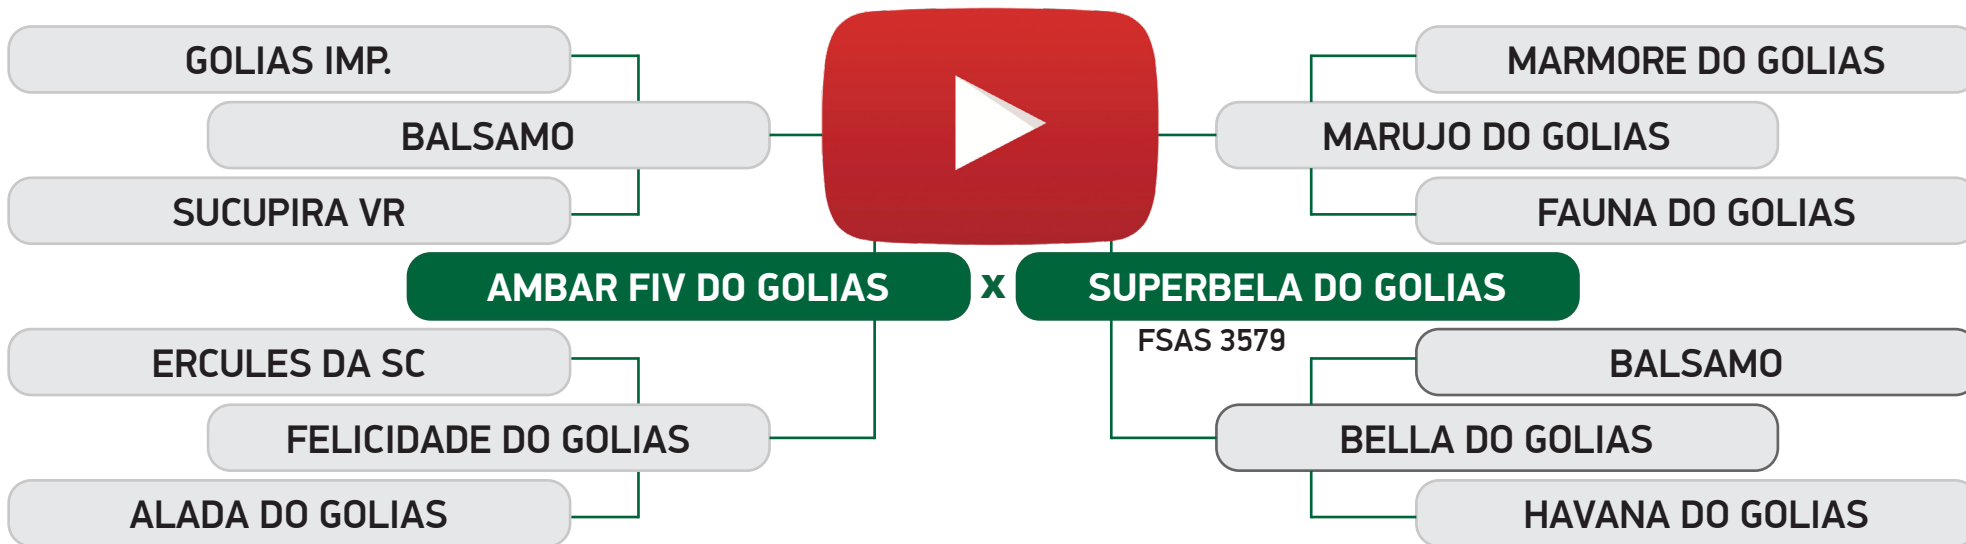 GOLIAS IMP.
MARMORE DO GOLIAS
BALSAMO
MARUJO DO GOLIAS
SUCUPIRA VR
FAUNA DO GOLIAS
AMBAR FIV DO GOLIAS x SUPERBELA DO GOLIAS
FSAS 3579
ERCULES DA SC
BALSAMO
FELICIDADE DO GOLIAS
BELLA DO GOLIAS
ALADA DO GOLIAS
HAVANA DO GOLIAS